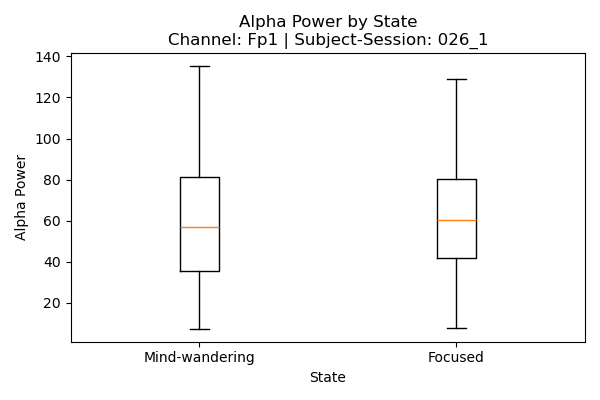 Alpha Power by State
Channel: Fp1 | Subject-Session: 026_1
140
120
100
80
60
40
20
Alpha Power
Mind-wandering
Focused
State